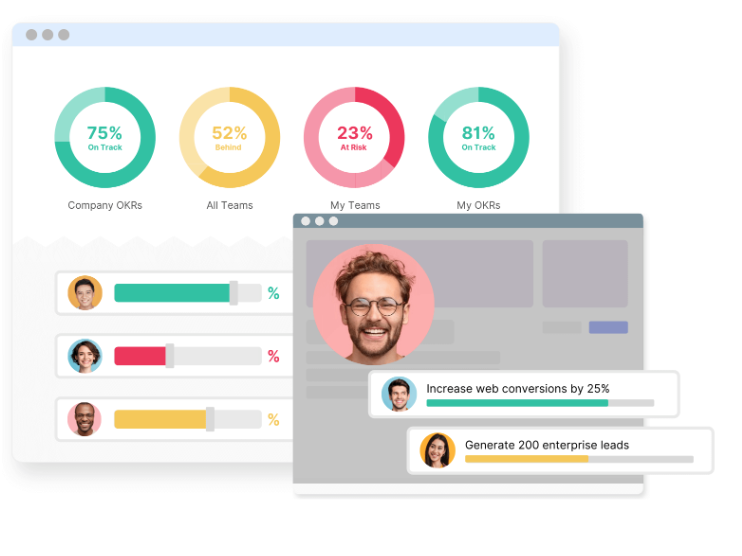 75%
On Track
52%
Behind
23%
At Risk
81%
On Track
Company OKRs
All Teams
My Teams
My OKRs
%
%
%
Increase web conversions by 25%
Generate 200 enterprise leads